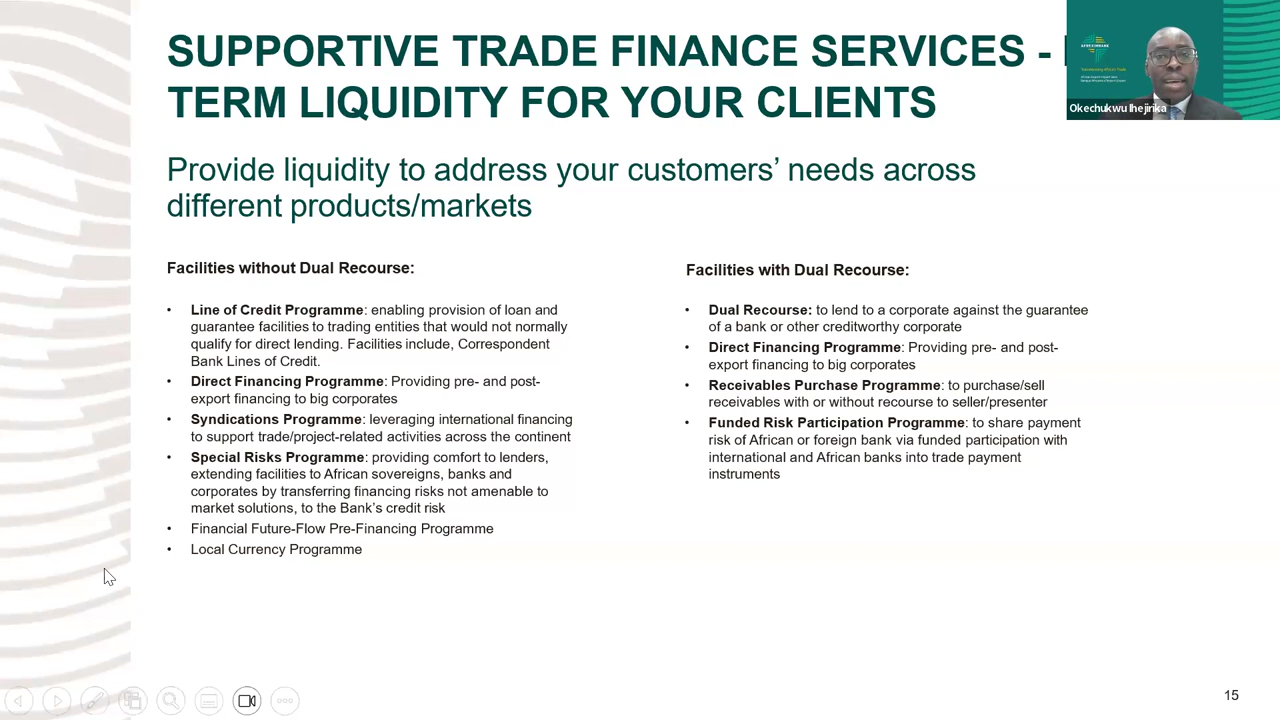 SUPPORTIVE TRADE FINANCE SERVICES -
TERM LIQUIDITY FOR YOUR CLIENTS
AFREXIMBANK
Okechukwu Ihejirika
Provide liquidity to address your customers’ needs across
different products/markets
Facilities without Dual Recourse:
• Line of Credit Programme: enabling provision of loan and
guarantee facilities to trading entities that would not normally
qualify for direct lending. Facilities include, Correspondent
Bank Lines of Credit.
• Direct Financing Programme: Providing pre- and post-
export financing to big corporates
• Syndications Programme: leveraging international financing
to support trade/project-related activities across the continent
• Special Risks Programme: providing comfort to lenders,
extending facilities to African sovereigns, banks and
corporates by transferring financing risks not amenable to
market solutions, to the Bank’s credit risk
• Financial Future-Flow Pre-Financing Programme
• Local Currency Programme
Facilities with Dual Recourse:
• Dual Recourse: to lend to a corporate against the guarantee
of a bank or other creditworthy corporate
• Direct Financing Programme: Providing pre- and post-
export financing to big corporates
• Receivables Purchase Programme: to purchase/sell
receivables with or without recourse to seller/presenter
• Funded Risk Participation Programme: to share payment
risk of African or foreign bank via funded participation with
international and African banks into trade payment
instruments
15